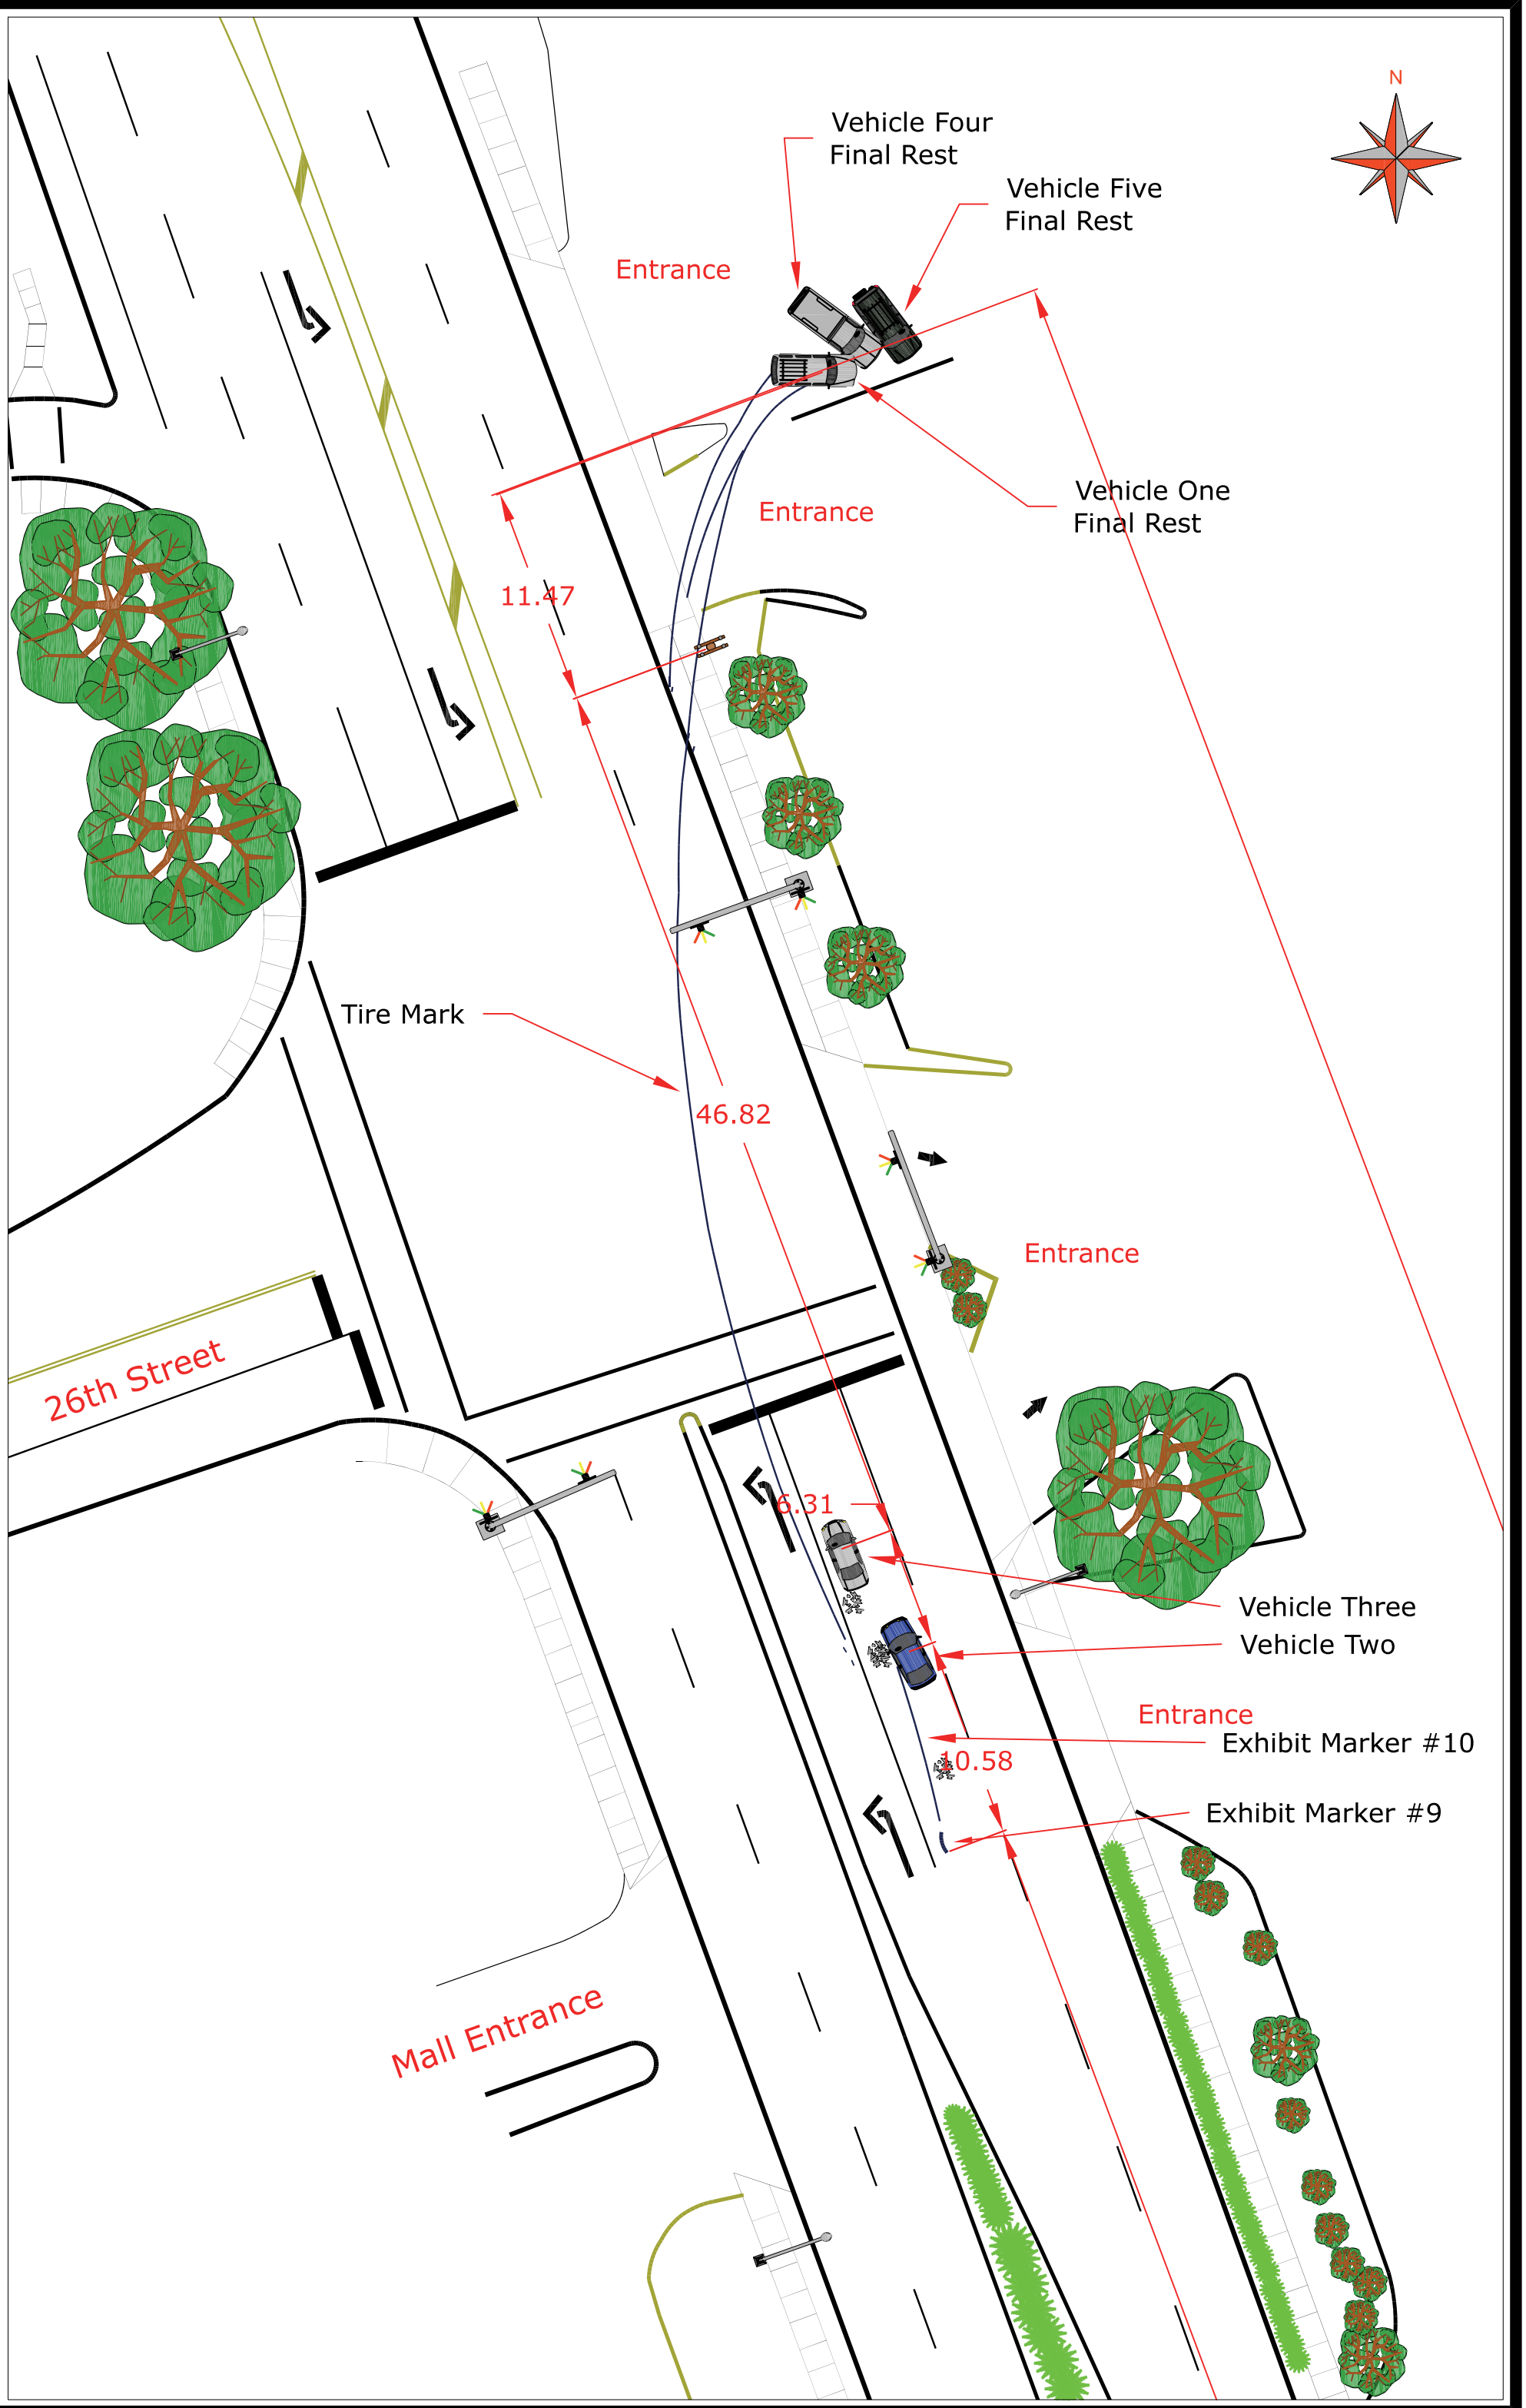 N
Vehicle Four
Final Rest
Vehicle Five
Final Rest
Entrance
Vehicle One
Final Rest
Entrance
11.47
Tire Mark
46.82
Entrance
26th Street
6.31
Vehicle Three
Vehicle Two
Entrance
Exhibit Marker #10
10.58
Exhibit Marker #9
Mall Entrance